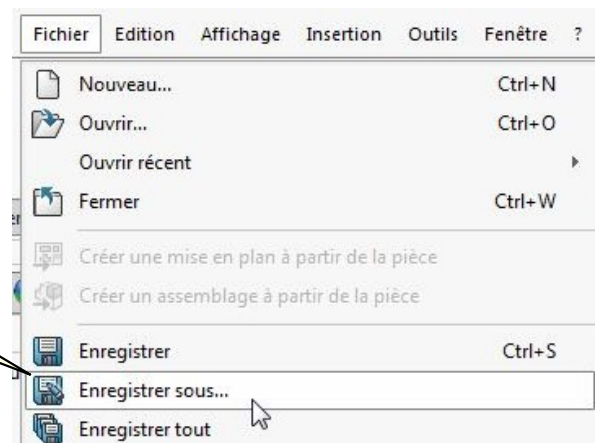 Fichier Edition Affichage Insertion Outils Fenêtre ?
Nouveau... Ctrl+N
Ouvrir... Ctrl+O
Ouvrir récent
Fermer Ctrl+W
Créer une mise en plan à partir de la pièce
Créer un assemblage à partir de la pièce
Enregistrer Ctrl+S
Enregistrer sous...
Enregistrer tout